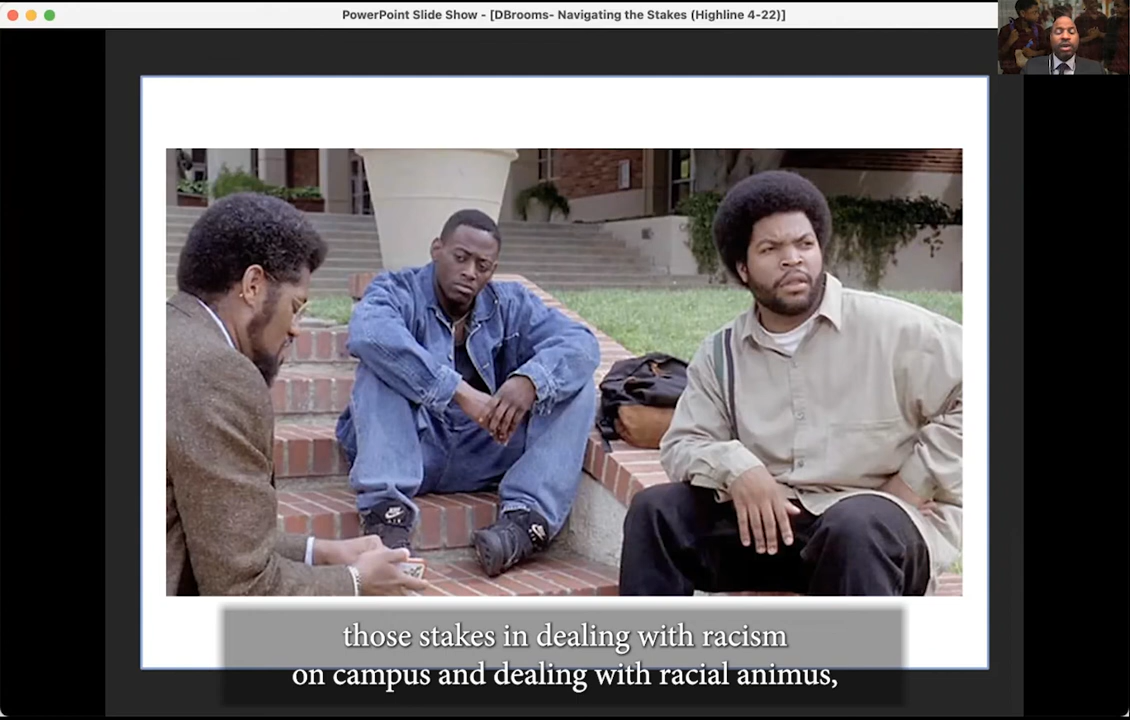 PowerPoint Slide Show - [DBrooms- Navigating the Stakes (Highline 4-22)]
those stakes in dealing with racism
on campus and dealing with racial animus,